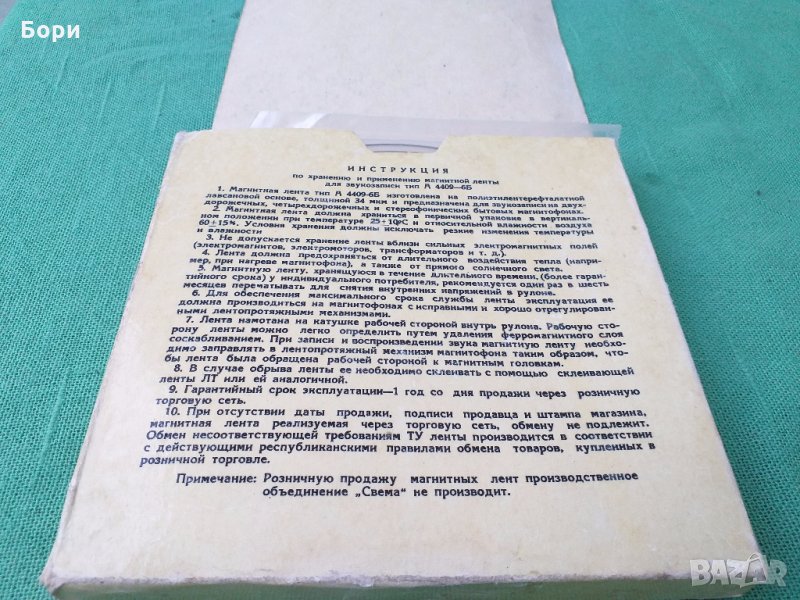 Бори
ИНСТРУКЦИЯ
по хранению и применению магнитной ленты
для звукозаписи тип А 4409—6Б
1. Магнитная лента тип А 4409-6Б изготовлена на полиэтилентерефталатной
лавсановой основе, толщиной 34 мкм и предназначена для звукозаписи на двух-
дорожечных, четырехдорожечных и стереофонических бытовых магнитофонах.
2. Магнитная лента должна храниться в первичной упаковке в вертикаль-
ном положении при температуре 25±10°С и относительной влажности воздуха
60±15%. Условия хранения должны исключать резкие изменения температуры
и влажности
3. Не допускается хранение ленты вблизи сильных электромагнитных полей
(электромагнитов, электромоторов, трансформаторов и т. д.).
4. Лента должна предохраняться от длительного воздействия тепла (напри-
мер, при нагреве магнитофона), а также от прямого солнечного света.
5. Магнитную ленту, хранящуюся в течение длительного времени, (более гаран-
тийного срока) у индивидуального потребителя, рекомендуется один раз в шесть
месяцев перематывать для снятия внутренних напряжений в рулоне.
6. Для обеспечения максимального срока службы ленты эксплуатация ее
должна производиться на магнитофонах с исправными и хорошо отрегулирован-
ными лентопротяжными механизмами.
7. Лента намотана на катушке рабочей стороной внутрь рулона. Рабочую сто-
рону ленты можно легко определить путем удаления ферромагнитного слоя
соскабливанием. При записи и воспроизведении звука магнитную ленту необхо-
димо заправлять в лентопротяжный механизм магнитофона таким образом, что-
бы лента была обращена рабочей стороной к магнитным головкам.
8. В случае обрыва ленты ее необходимо склеивать с помощью склеивающей
ленты ЛТ или ей аналогичной.
9. Гарантийный срок эксплуатации—1 год со дня продажи через розничную
торговую сеть.
10. При отсутствии даты продажи, подписи продавца и штампа магазина,
магнитная лента реализуемая через торговую сеть, обмену не подлежит.
Обмен несоответствующей требованиям ТУ ленты производится в соответствии
с действующими республиканскими правилами обмена товаров, купленных в
розничной торговле.
Примечание: Розничную продажу магнитных лент производственное
объединение „Свема" не производит.
BAZAR